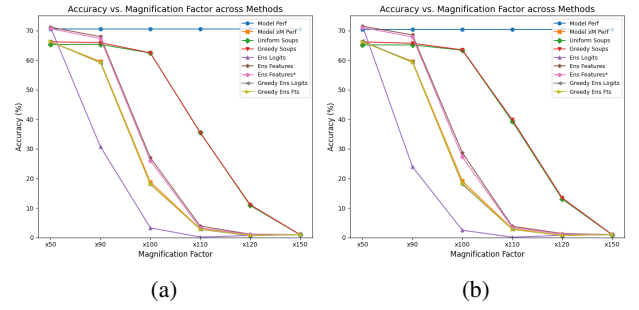 Accuracy vs. Magnification Factor across Methods
Accuracy (%)
70
60
50
40
30
20
10
0
x50
x90
x100
x110
x120
x150
Magnification Factor
Model Perf
Model xM Perf
Uniform Soups
Greedy Soups
Ens Logits
Ens Features
Ens Features*
Greedy Ens Logits
Greedy Ens Fts
(a)
Accuracy vs. Magnification Factor across Methods
Accuracy (%)
70
60
50
40
30
20
10
0
x50
x90
x100
x110
x120
x150
Magnification Factor
Model Perf
Model xM Perf
Uniform Soups
Greedy Soups
Ens Logits
Ens Features
Ens Features*
Greedy Ens Logits
Greedy Ens Fts
(b)